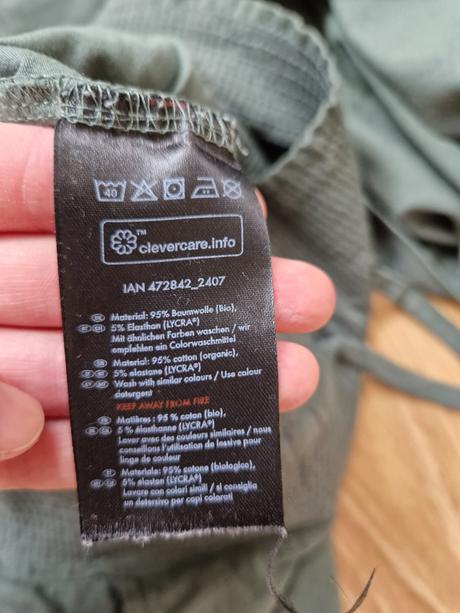 40
TM
clevercare.info
IAN 472842_2407
Material: 95% Baumwolle (Bio),
5% Elasthan (LYCRA®)
Mit ähnlichen Farben waschen / wir
empfehlen ein Colorwaschmittel
Material: 95% cotton (organic),
5% elastane (LYCRA®)
Wash with similar colours / Use colour
detergent
KEEP AWAY FROM FIRE
Matières : 95 % coton (bio),
5 % élasthanne (LYCRA®)
Laver avec des couleurs similaires / nous
conseillons l'utilisation de lessive pour
linge de couleur
Materiale: 95% cotone (biologico),
5% elastan (LYCRA®)
Lavare con colori simili / si consiglia
un detersivo per capi colorati